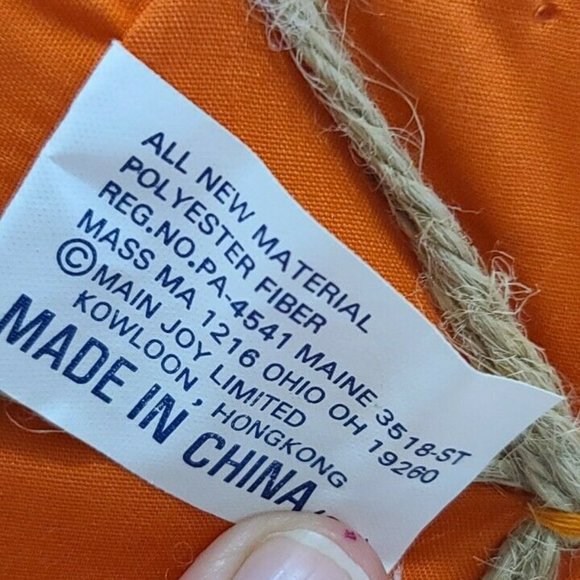 ALL NEW MATERIAL
POLYESTER FIBER
REG.NO.PA-4541 MAINE 3518-ST
MASS MA 1216 OHIO OH 19260
©MAIN JOY LIMITED
KOWLOON, HONGKONG
MADE IN CHINA